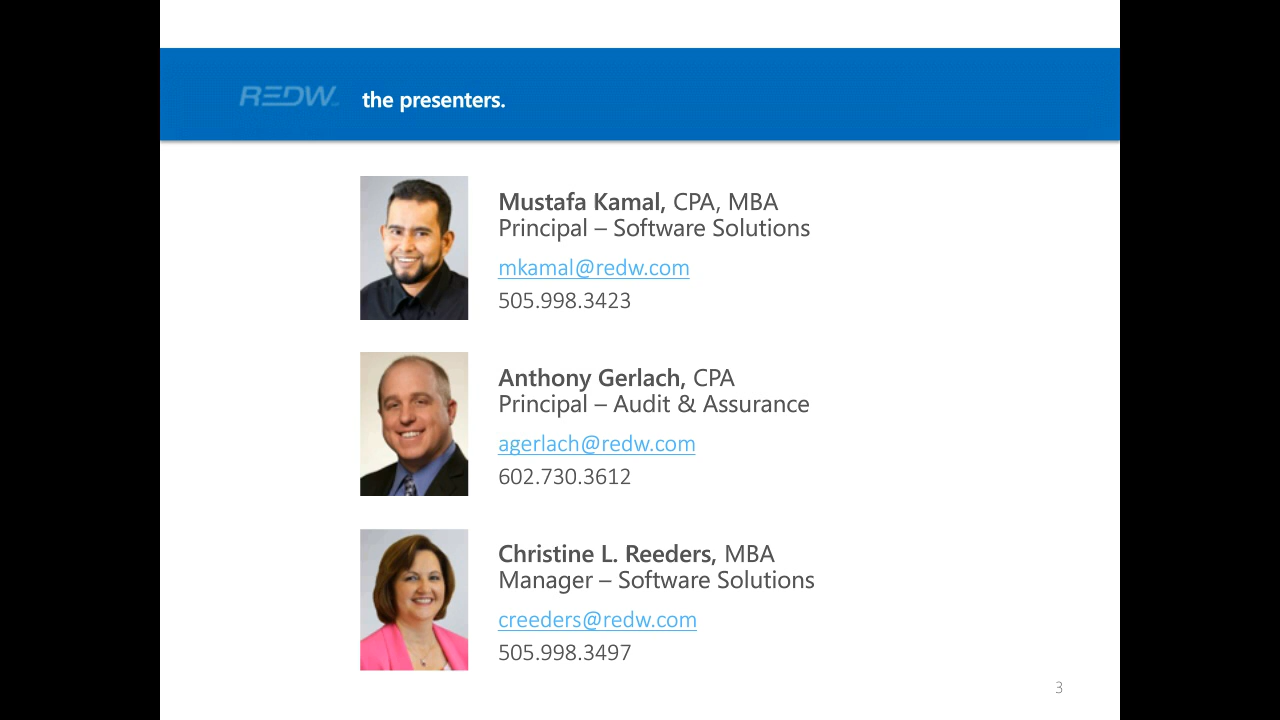 REDW the presenters.
Mustafa Kamal, CPA, MBA
Principal – Software Solutions
mkamal@redw.com
505.998.3423
Anthony Gerlach, CPA
Principal – Audit & Assurance
agerlach@redw.com
602.730.3612
Christine L. Reeders, MBA
Manager – Software Solutions
creeders@redw.com
505.998.3497
3